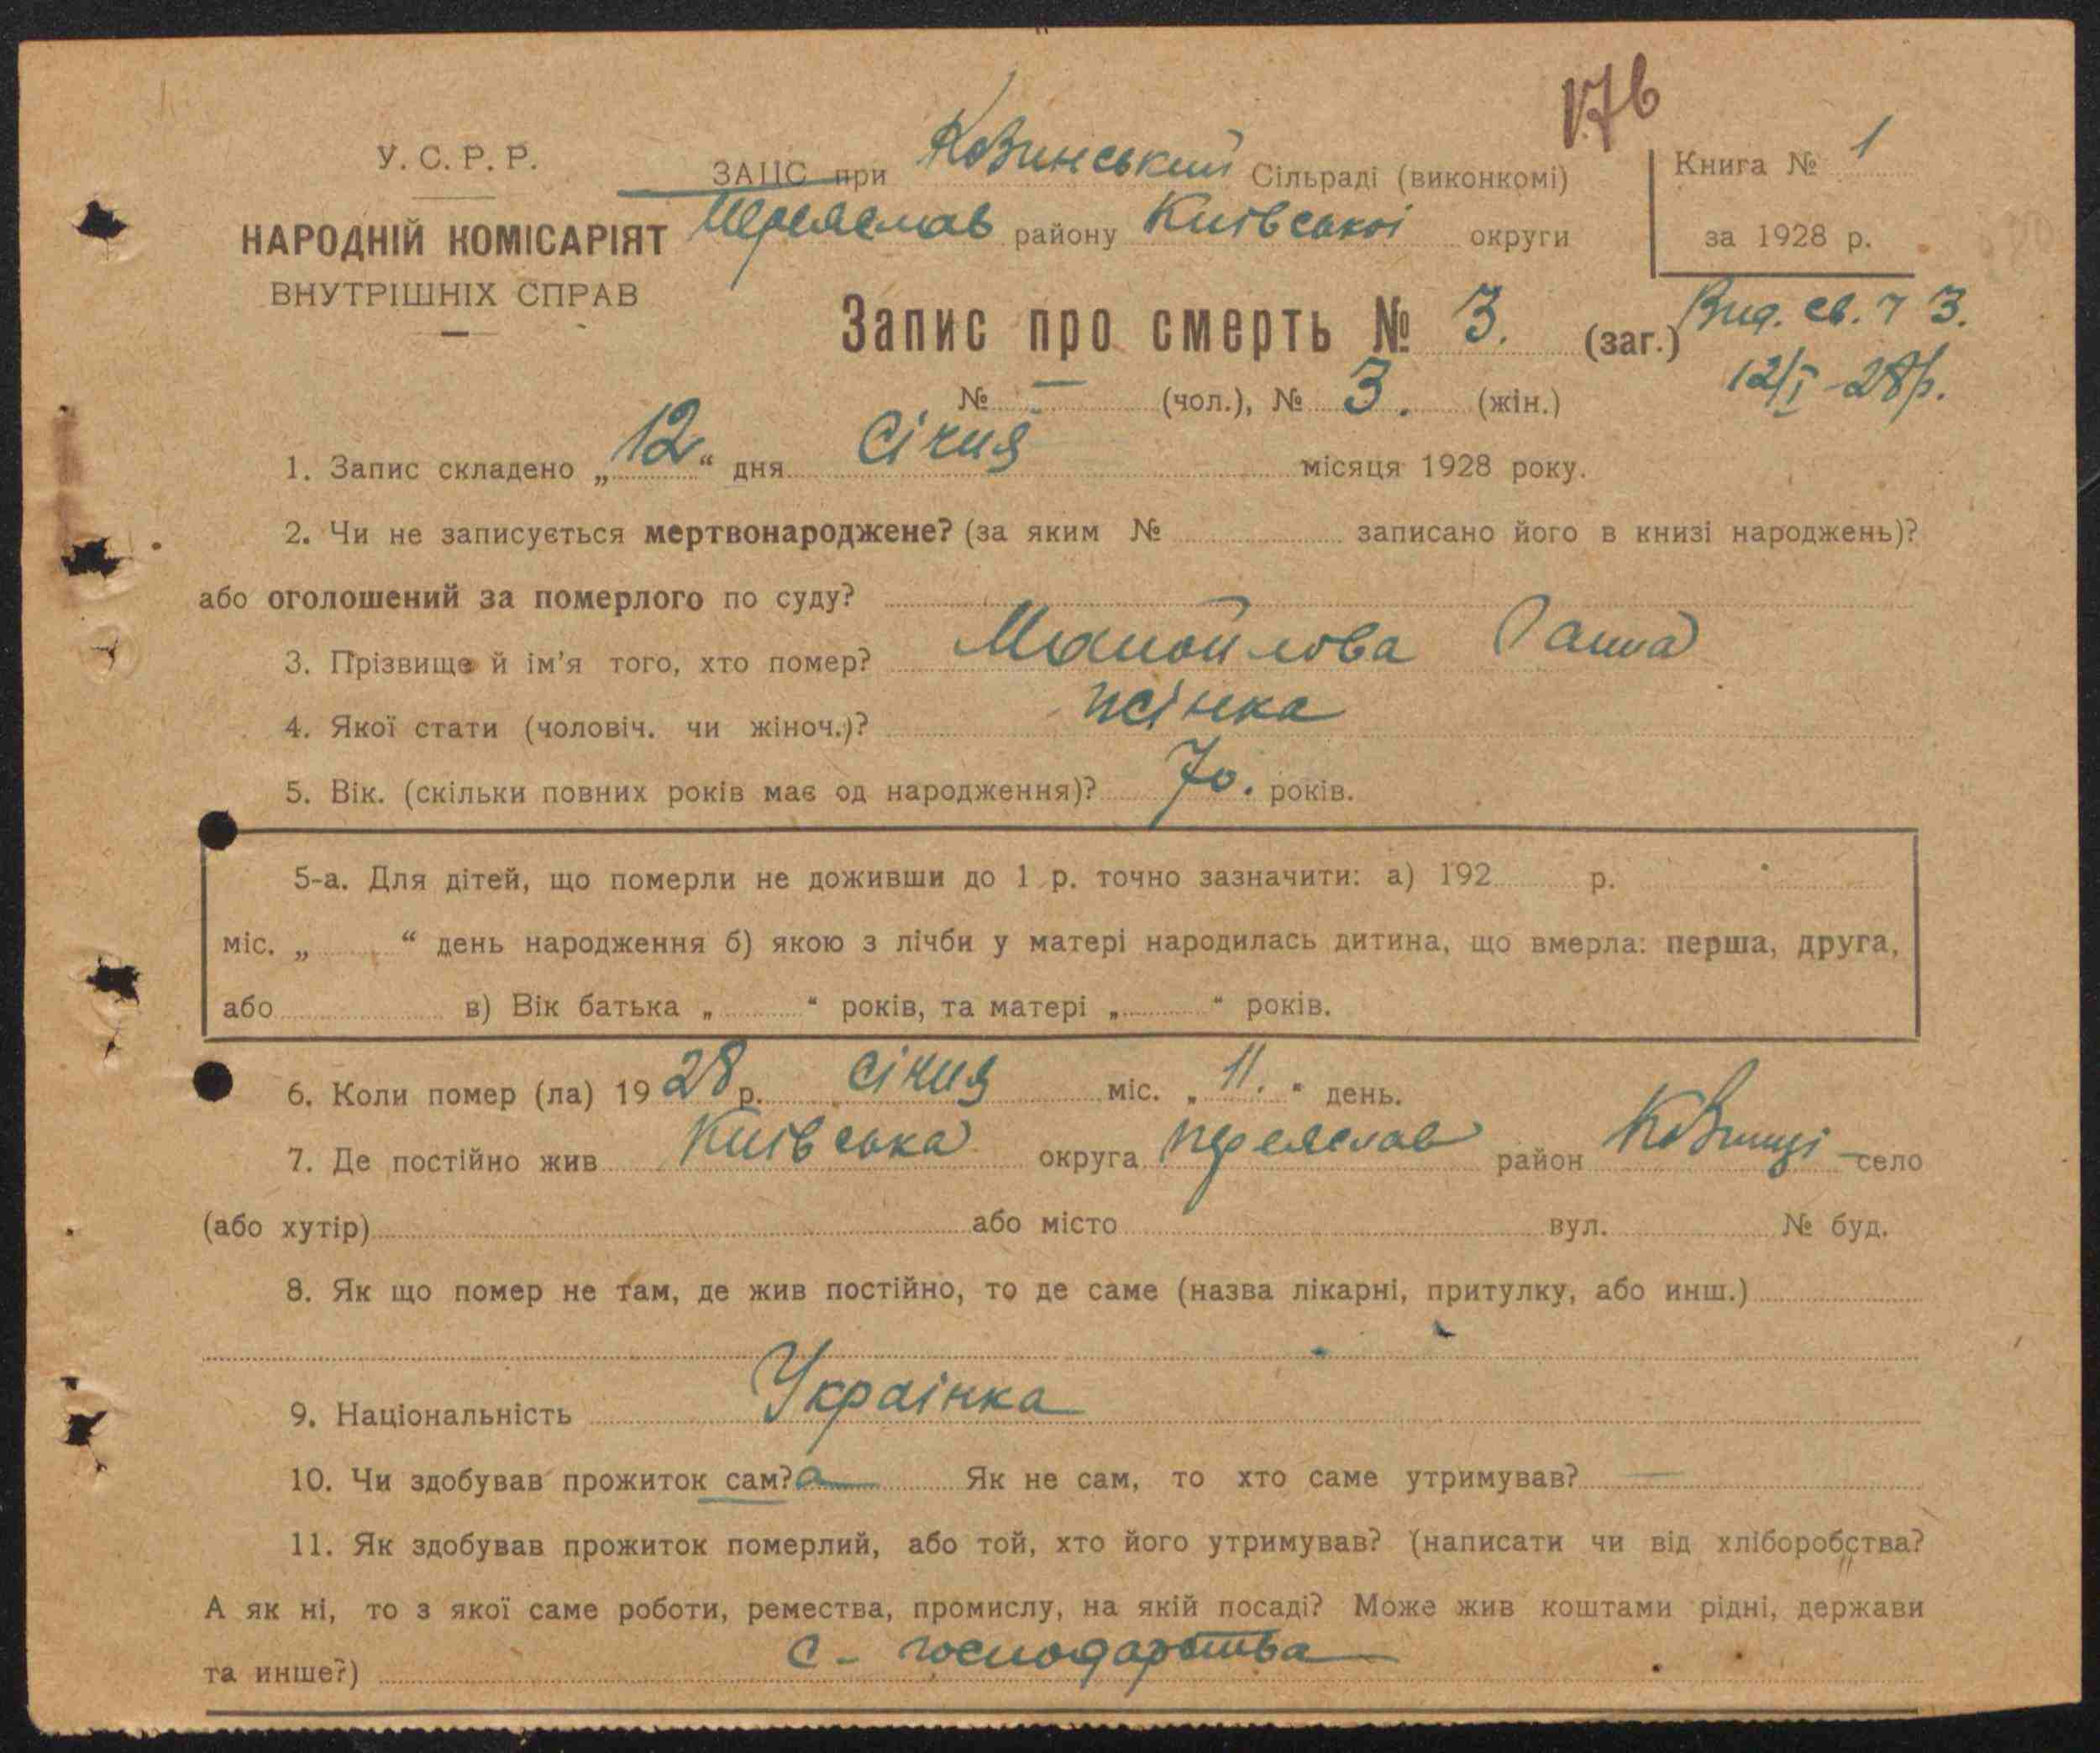 176
У. С. Р. Р.
ЗАПС при Ковинський Сільраді (виконкомі)
Книга № 1
НАРОДНІЙ КОМІСАРІЯТ
Переяслав району Київської округи
за 1928 р.
ВНУТРІШНІХ СПРАВ
Запис про смерть № 3. (заг.)
Вид. св. 3.
12/I-28р.
№ — (чол.), № 3. (жін.)
1. Запис складено „12“ дня Січня місяця 1928 року.
2. Чи не записується мертвонароджене? (за яким № записано його в книзі народжень)?
або оголошений за померлого по суду?
3. Прізвище й ім’я того, хто помер? Манойлова Ганна
4. Якої стати (чоловіч. чи жіноч.)? жінка
5. Вік. (скільки повних років має од народження)? 70. років.
5-а. Для дітей, що померли не доживши до 1 р. точно зазначити: а) 192 р.
міс. „ “ день народження б) якою з лічби у матері народилась дитина, що вмерла: перша, друга,
або в) Вік батька „ “ років, та матері „ “ років.
6. Коли помер (ла) 1928 р. січня міс. „11.“ день.
7. Де постійно жив Київська округа Переяслав район Ковинці село
(або хутір) або місто вул. № буд.
8. Як що помер не там, де жив постійно, то де саме (назва лікарні, притулку, або инш.)
9. Національність Українка
10. Чи здобував прожиток сам?а — Як не сам, то хто саме утримував? —
11. Як здобував прожиток померлий, або той, хто його утримував? (написати чи від хліборобства?
А як ні, то з якої саме роботи, ремества, промислу, на якій посаді? Може жив коштами рідні, держави
та инше?) с - господарства